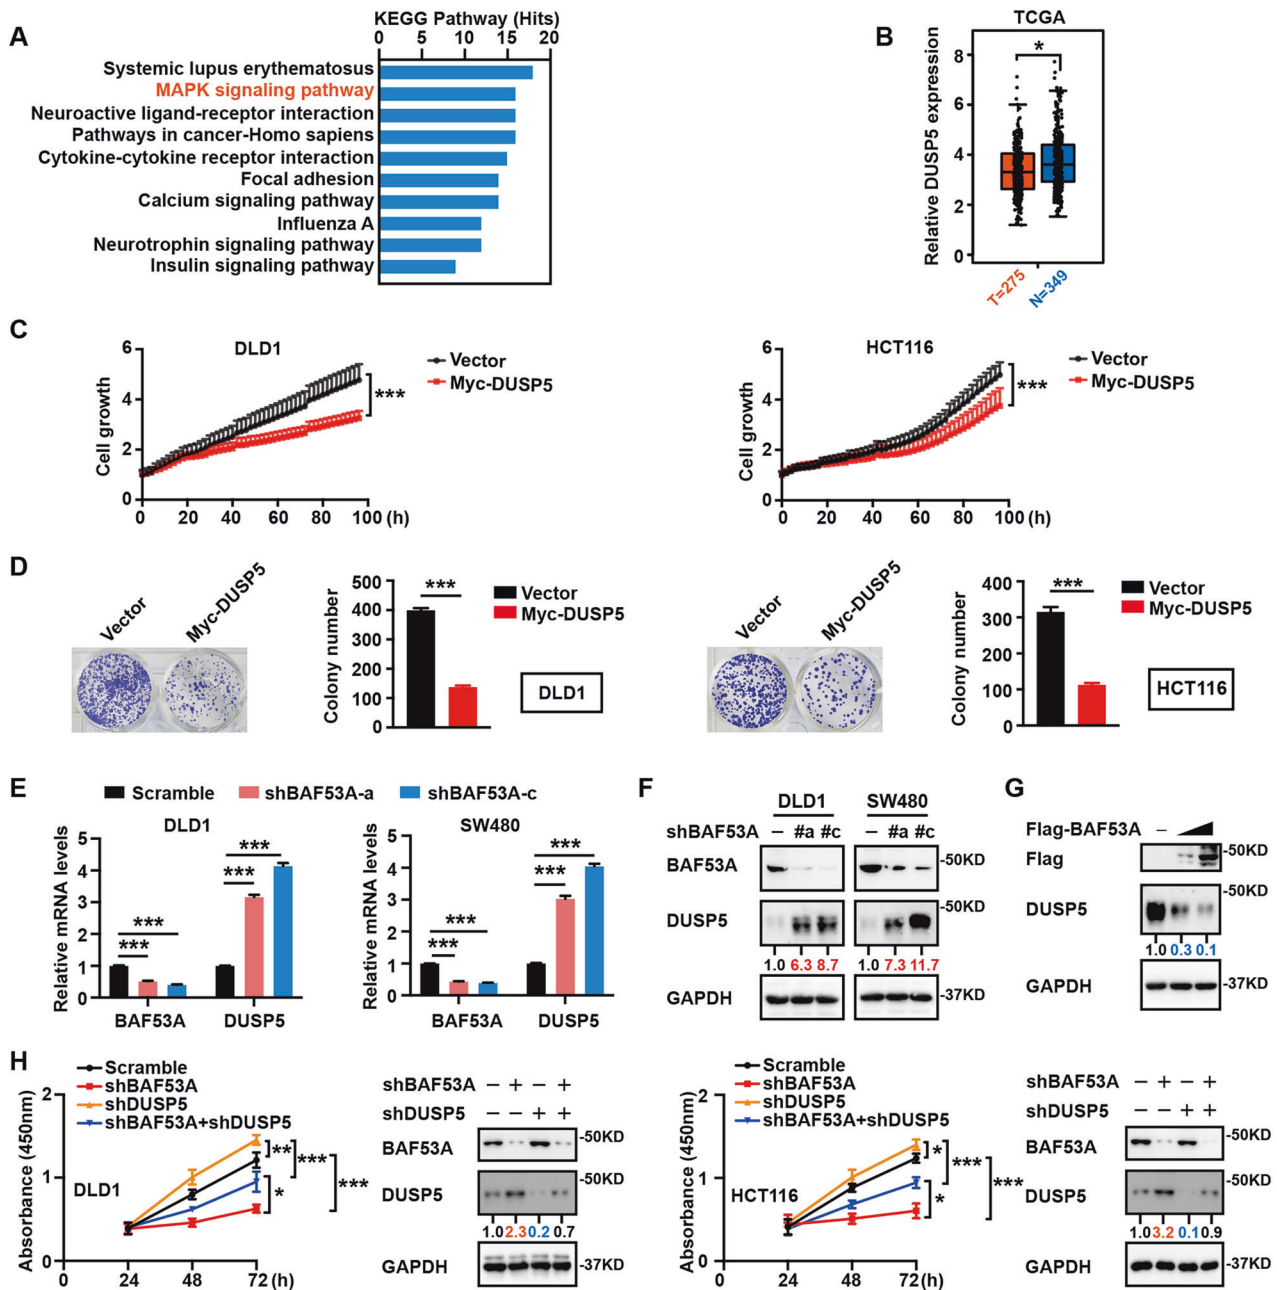 A
KEGG Pathway (Hits)
0 5 10 15 20
Systemic lupus erythematosus
MAPK signaling pathway
Neuroactive ligand-receptor interaction
Pathways in cancer-Homo sapiens
Cytokine-cytokine receptor interaction
Focal adhesion
Calcium signaling pathway
Influenza A
Neurotrophin signaling pathway
Insulin signaling pathway
B
TCGA
Relative DUSP5 expression
8
6
4
2
0
*
T=275
N=349
C
DLD1
Cell growth
6
4
2
0
0 20 40 60 80 100 (h)
Vector
Myc-DUSP5
***
HCT116
Cell growth
6
4
2
0
0 20 40 60 80 100 (h)
Vector
Myc-DUSP5
***
D
Vector
Myc-DUSP5
Colony number
500
400
300
200
100
0
***
Vector
Myc-DUSP5
DLD1
Vector
Myc-DUSP5
Colony number
400
300
200
100
0
***
Vector
Myc-DUSP5
HCT116
E
Scramble shBAF53A-a shBAF53A-c
DLD1
Relative mRNA levels
5
4
3
2
1
0
***
***
***
***
BAF53A DUSP5
SW480
Relative mRNA levels
5
4
3
2
1
0
***
***
***
***
BAF53A DUSP5
F
DLD1 SW480
shBAF53A – #a #c – #a #c
BAF53A -50KD
DUSP5 -50KD
1.0 6.3 8.7 1.0 7.3 11.7
GAPDH -37KD
G
Flag-BAF53A –
Flag -50KD
DUSP5 -50KD
1.0 0.3 0.1
GAPDH -37KD
H
Scramble
shBAF53A
shDUSP5
shBAF53A+shDUSP5
Absorbance (450nm)
2
1
0
DLD1
** *** ***
*
0 24 48 72 (h)
shBAF53A – + – +
shDUSP5 – – + +
BAF53A -50KD
DUSP5 -50KD
1.0 2.3 0.2 0.7
GAPDH -37KD
Scramble
shBAF53A
shDUSP5
shBAF53A+shDUSP5
Absorbance (450nm)
2
1
0
HCT116
* *** ***
*
0 24 48 72 (h)
shBAF53A – + – +
shDUSP5 – – + +
BAF53A -50KD
DUSP5 -50KD
1.0 3.2 0.1 0.9
GAPDH -37KD